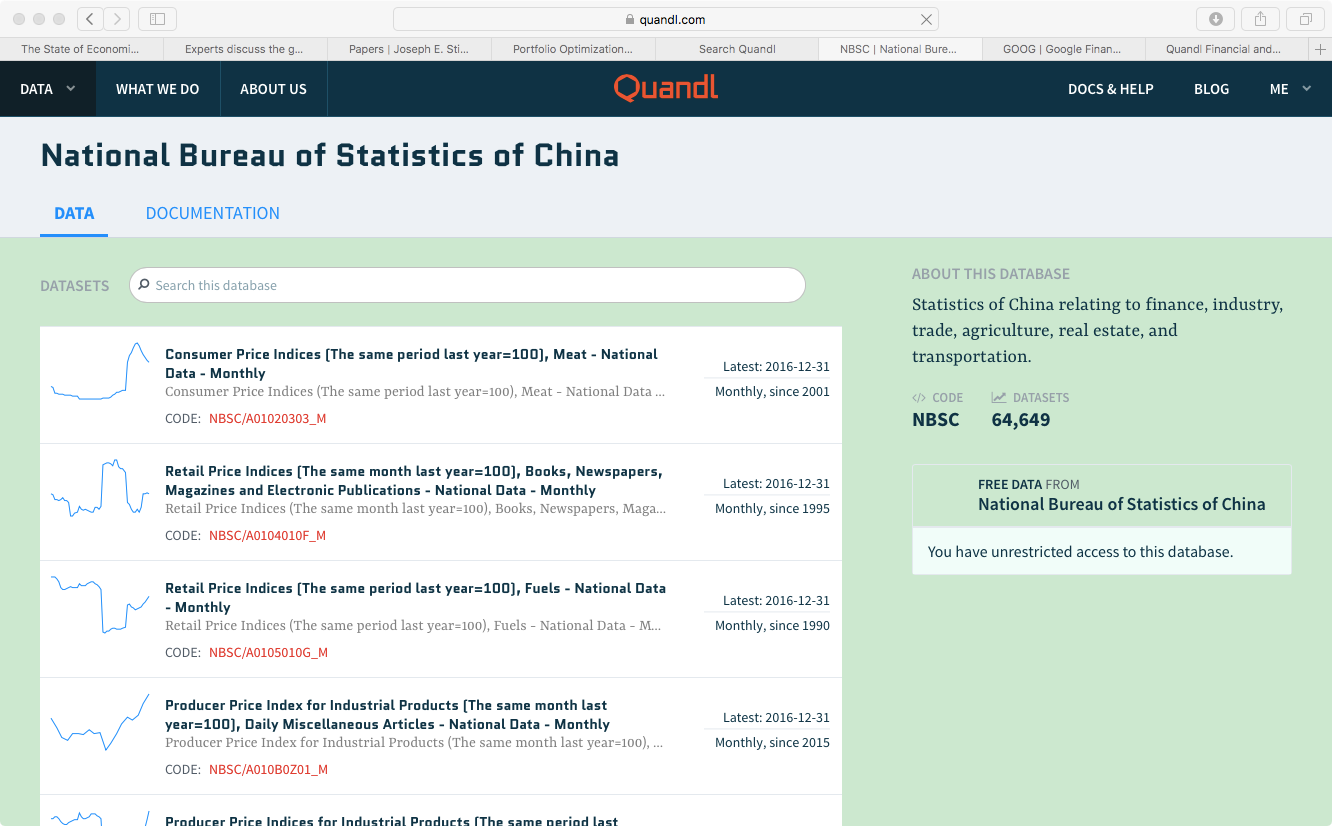 quandl.com
The State of Economi...
Experts discuss the g...
Papers | Joseph E. Sti...
Portfolio Optimization...
Search Quandl
NBSC | National Bure...
GOOG | Google Finan...
Quandl Financial and...
DATA
WHAT WE DO
ABOUT US
Quandl
DOCS & HELP
BLOG
ME
National Bureau of Statistics of China
DATA
DOCUMENTATION
DATASETS
Search this database
Consumer Price Indices (The same period last year=100), Meat - National
Data - Monthly
Consumer Price Indices (The same period last year=100), Meat - National Data ...
CODE: NBSC/A01020303_M
Latest: 2016-12-31
Monthly, since 2001
Retail Price Indices (The same month last year=100), Books, Newspapers,
Magazines and Electronic Publications - National Data - Monthly
Retail Price Indices (The same month last year=100), Books, Newspapers, Maga...
CODE: NBSC/A0104010F_M
Latest: 2016-12-31
Monthly, since 1995
Retail Price Indices (The same period last year=100), Fuels - National Data
- Monthly
Retail Price Indices (The same period last year=100), Fuels - National Data - M...
CODE: NBSC/A0105010G_M
Latest: 2016-12-31
Monthly, since 1990
Producer Price Index for Industrial Products (The same month last
year=100), Daily Miscellaneous Articles - National Data - Monthly
Producer Price Index for Industrial Products (The same month last year=100), ...
CODE: NBSC/A010B0Z01_M
Latest: 2016-12-31
Monthly, since 2015
Producer Price Indices for Industrial Products (The same period last
ABOUT THIS DATABASE
Statistics of China relating to finance, industry,
trade, agriculture, real estate, and
transportation.
</> CODE
NBSC
DATASETS
64,649
FREE DATA FROM
National Bureau of Statistics of China
You have unrestricted access to this database.